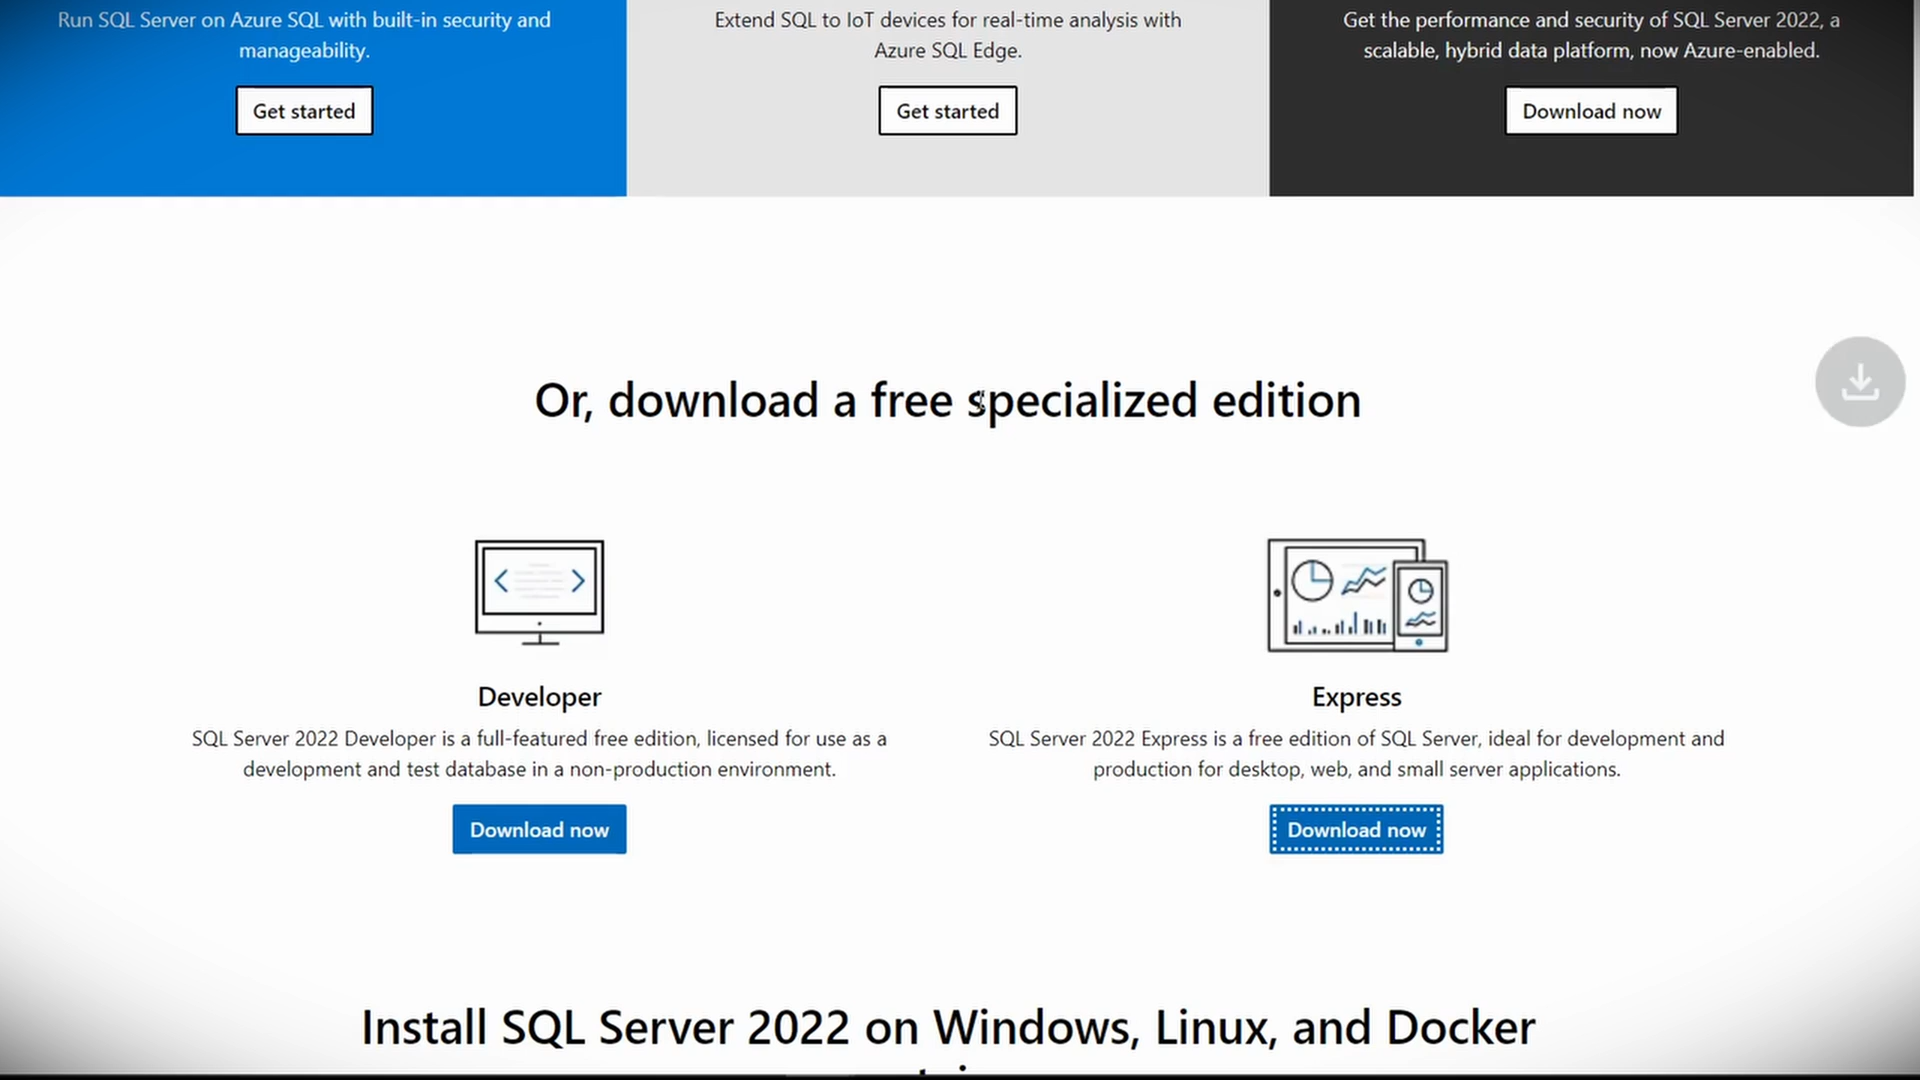 Run SQL Server on Azure SQL with built-in security and
manageability.
Get started
Extend SQL to IoT devices for real-time analysis with
Azure SQL Edge.
Get started
Get the performance and security of SQL Server 2022, a
scalable, hybrid data platform, now Azure-enabled.
Download now
Or, download a free specialized edition
Developer
SQL Server 2022 Developer is a full-featured free edition, licensed for use as a
development and test database in a non-production environment.
Download now
Express
SQL Server 2022 Express is a free edition of SQL Server, ideal for development and
production for desktop, web, and small server applications.
Download now
Install SQL Server 2022 on Windows, Linux, and Docker